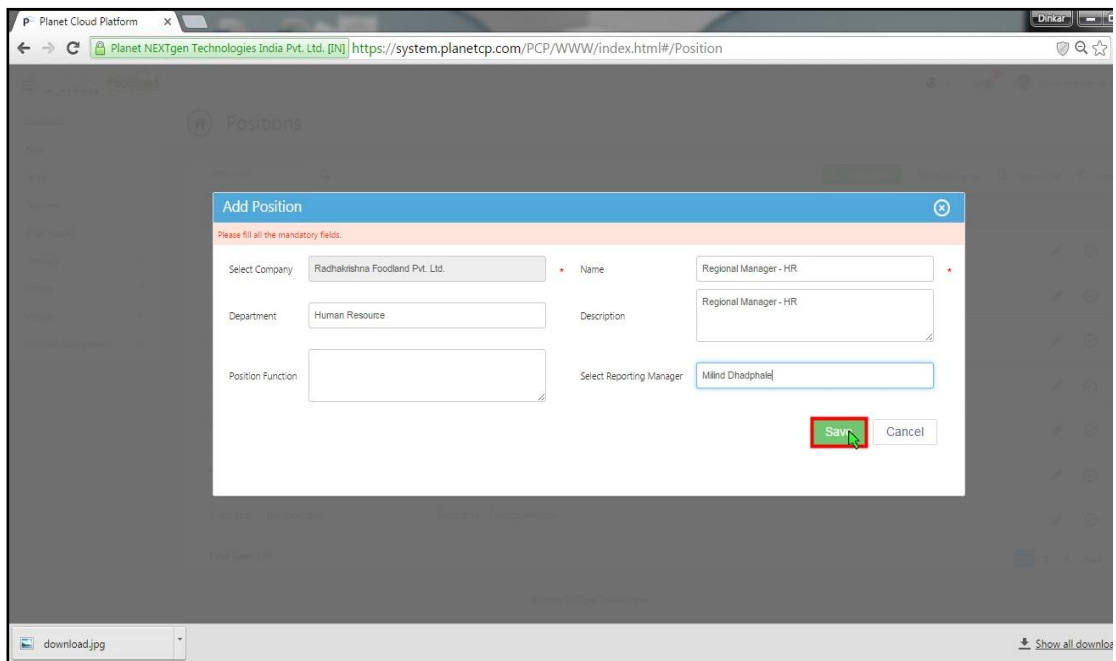 Planet Cloud Platform
Dinkar
Planet NEXTgen Technologies India Pvt. Ltd. [IN] https://system.planetcp.com/PCP/WWW/index.html#/Position
Positions
Add Position
Please fill all the mandatory fields.
Select Company Radhakrishna Foodland Pvt. Ltd. * Name Regional Manager - HR *
Department Human Resource Description Regional Manager - HR
Position Function Select Reporting Manager Milind Dhadphale
Save Cancel
download.jpg
Show all downloa